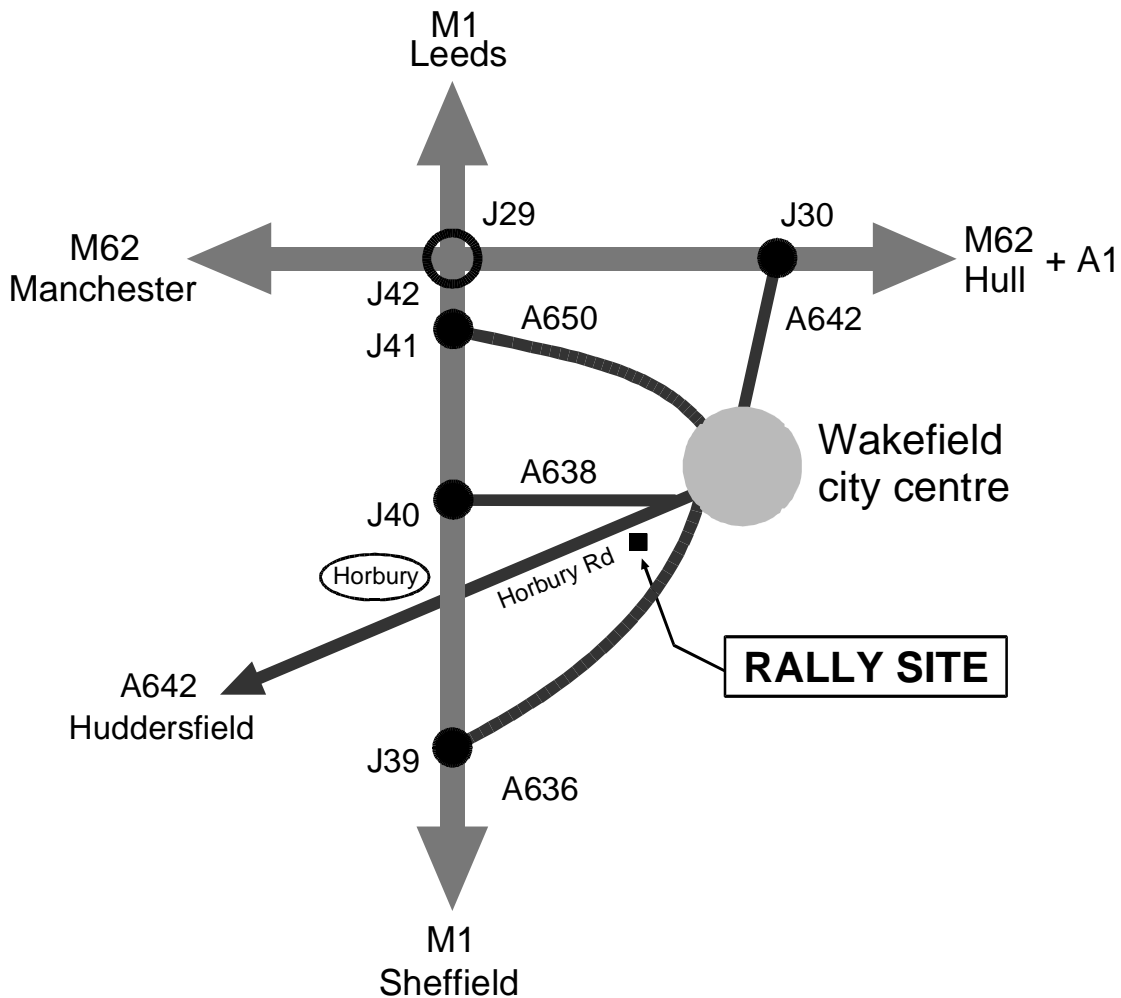 M1
Leeds
J29
J30
M62
Manchester
M62
Hull
+ A1
J42
A650
A642
J41
Wakefield
city centre
A638
J40
Horbury
Horbury Rd
RALLY SITE
A642
Huddersfield
J39
A636
M1
Sheffield